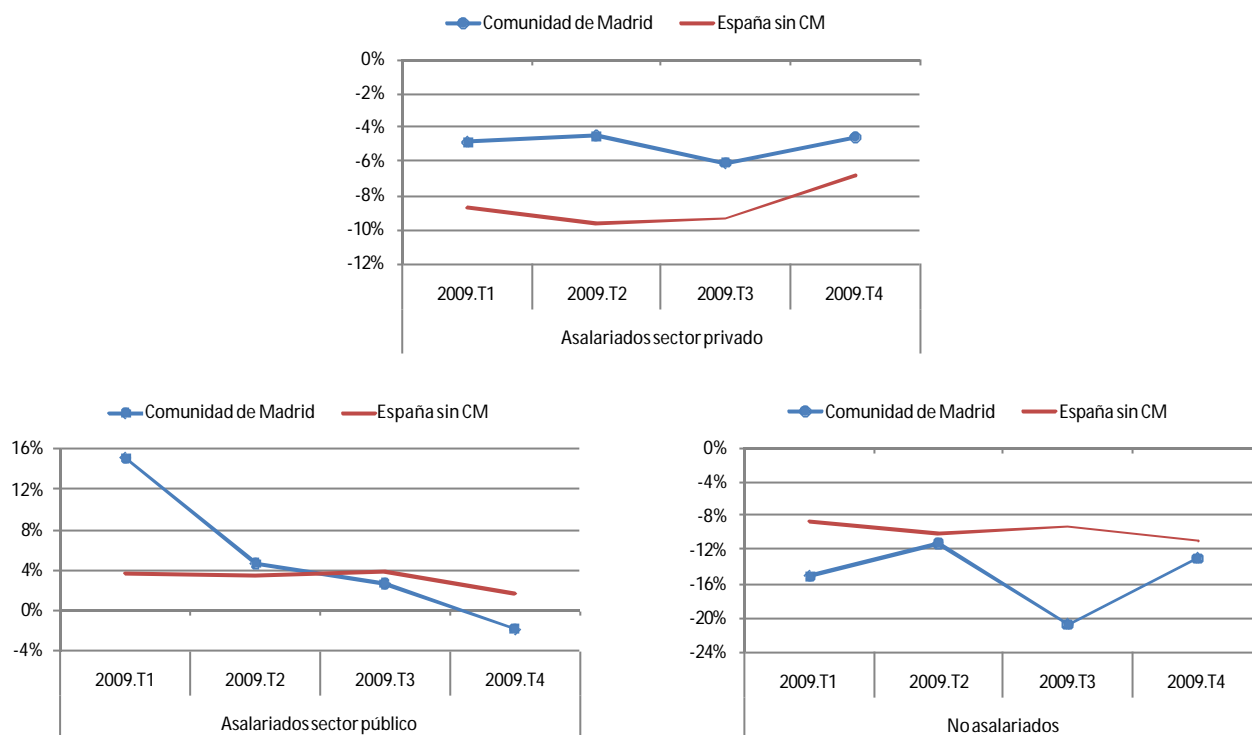 Comunidad de Madrid España sin CM
0%
-2%
-4%
-6%
-8%
-10%
-12%
2009.T1 2009.T2 2009.T3 2009.T4
Asalariados sector privado
Comunidad de Madrid España sin CM
16%
12%
8%
4%
0%
-4%
2009.T1 2009.T2 2009.T3 2009.T4
Asalariados sector público
Comunidad de Madrid España sin CM
0%
-4%
-8%
-12%
-16%
-20%
-24%
2009.T1 2009.T2 2009.T3 2009.T4
No asalariados